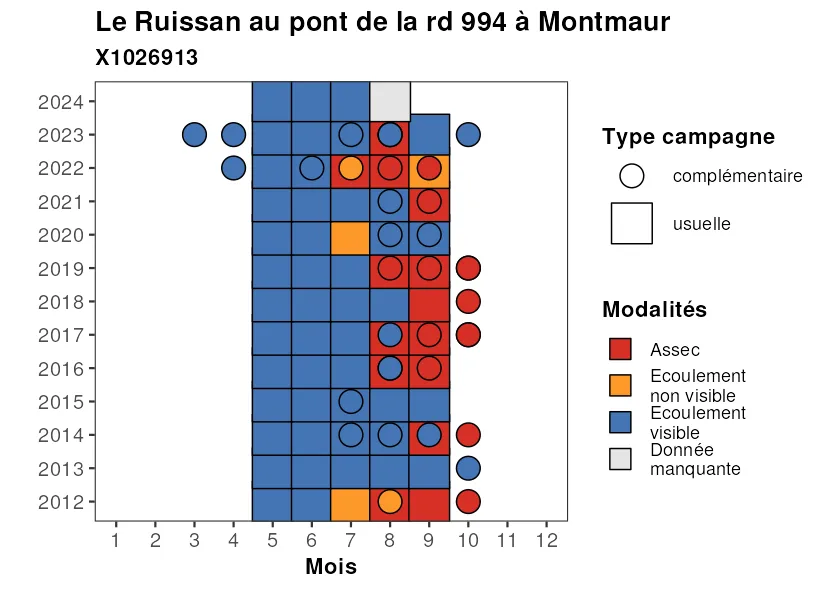 Le Ruissan au pont de la rd 994 à Montmaur
X1026913
2024
2023
2022
2021
2020
2019
2018
2017
2016
2015
2014
2013
2012
1 2 3 4 5 6 7 8 9 10 11 12
Mois
Type campagne
complémentaire
usuelle
Modalités
Assec
Ecoulement
non visible
Ecoulement
visible
Donnée
manquante